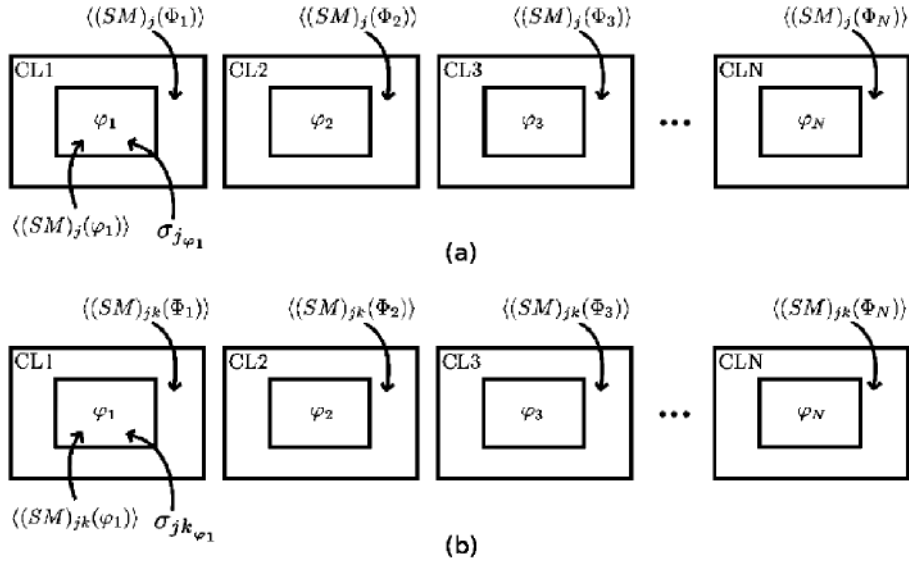 ⟨(SM)_j(Φ_1)⟩ ⟨(SM)_j(Φ_2)⟩ ⟨(SM)_j(Φ_3)⟩ ⟨(SM)_j(Φ_N)⟩
CL1 CL2 CL3 CLN
φ_1 φ_2 φ_3 ••• φ_N
⟨(SM)_j(φ_1)⟩ σ_{j_{φ_1}}
(a)
⟨(SM)_{jk}(Φ_1)⟩ ⟨(SM)_{jk}(Φ_2)⟩ ⟨(SM)_{jk}(Φ_3)⟩ ⟨(SM)_{jk}(Φ_N)⟩
CL1 CL2 CL3 CLN
φ_1 φ_2 φ_3 ••• φ_N
⟨(SM)_{jk}(φ_1)⟩ σ_{jk_{φ_1}}
(b)